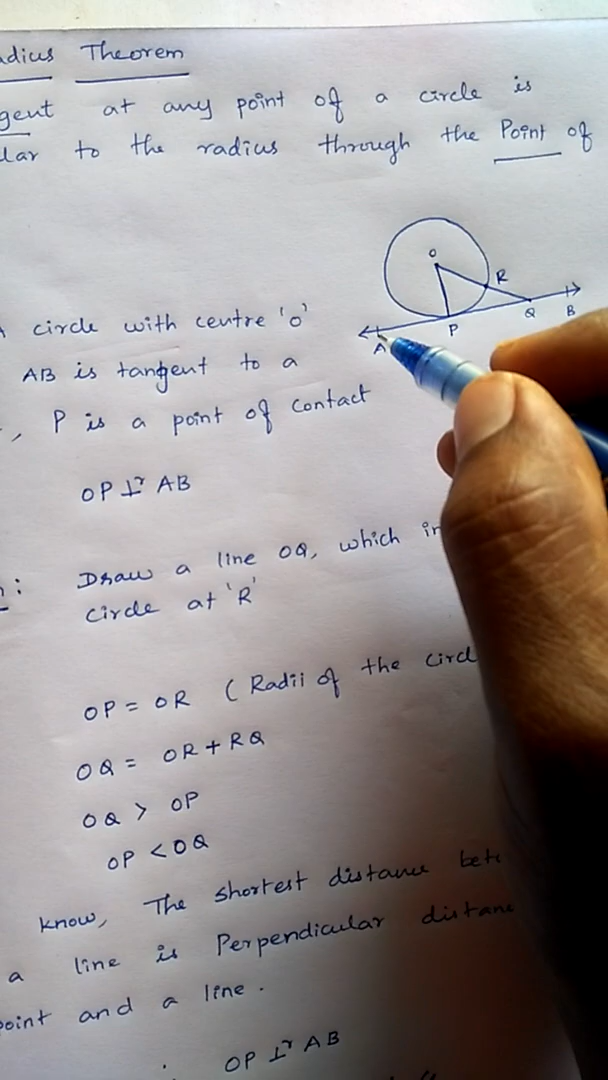 adius Theorem
gent at any point of a circle is
lar to the radius through the Point of
O
R
Q
B
P
A
A circle with centre 'o'
AB is tangent to a
, P is a point of contact
OP ⊥r AB
: Draw a line OQ, which in
circle at 'R'
OP = OR ( Radii of the circl
OQ = OR + RQ
OQ > OP
OP < OQ
know, The shortest distance bet
a line is Perpendicular distan
point and a line .
OP ⊥r AB